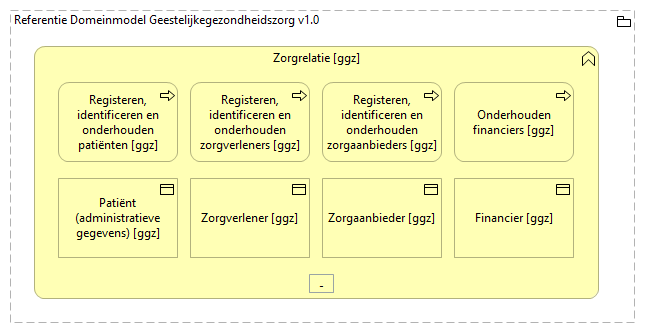 Referentie Domeinmodel Geestelijkegezondheidszorg v1.0
Zorgrelatie [ggz]
Registeren,
identificeren en
onderhouden
patiënten [ggz]
Registeren,
identificeren en
onderhouden
zorgverleners [ggz]
Registeren,
identificeren en
onderhouden
zorgaanbieders [ggz]
Onderhouden
financiers [ggz]
Patiënt
(administratieve
gegevens) [ggz]
Zorgverlener [ggz]
Zorgaanbieder [ggz]
Financier [ggz]
-